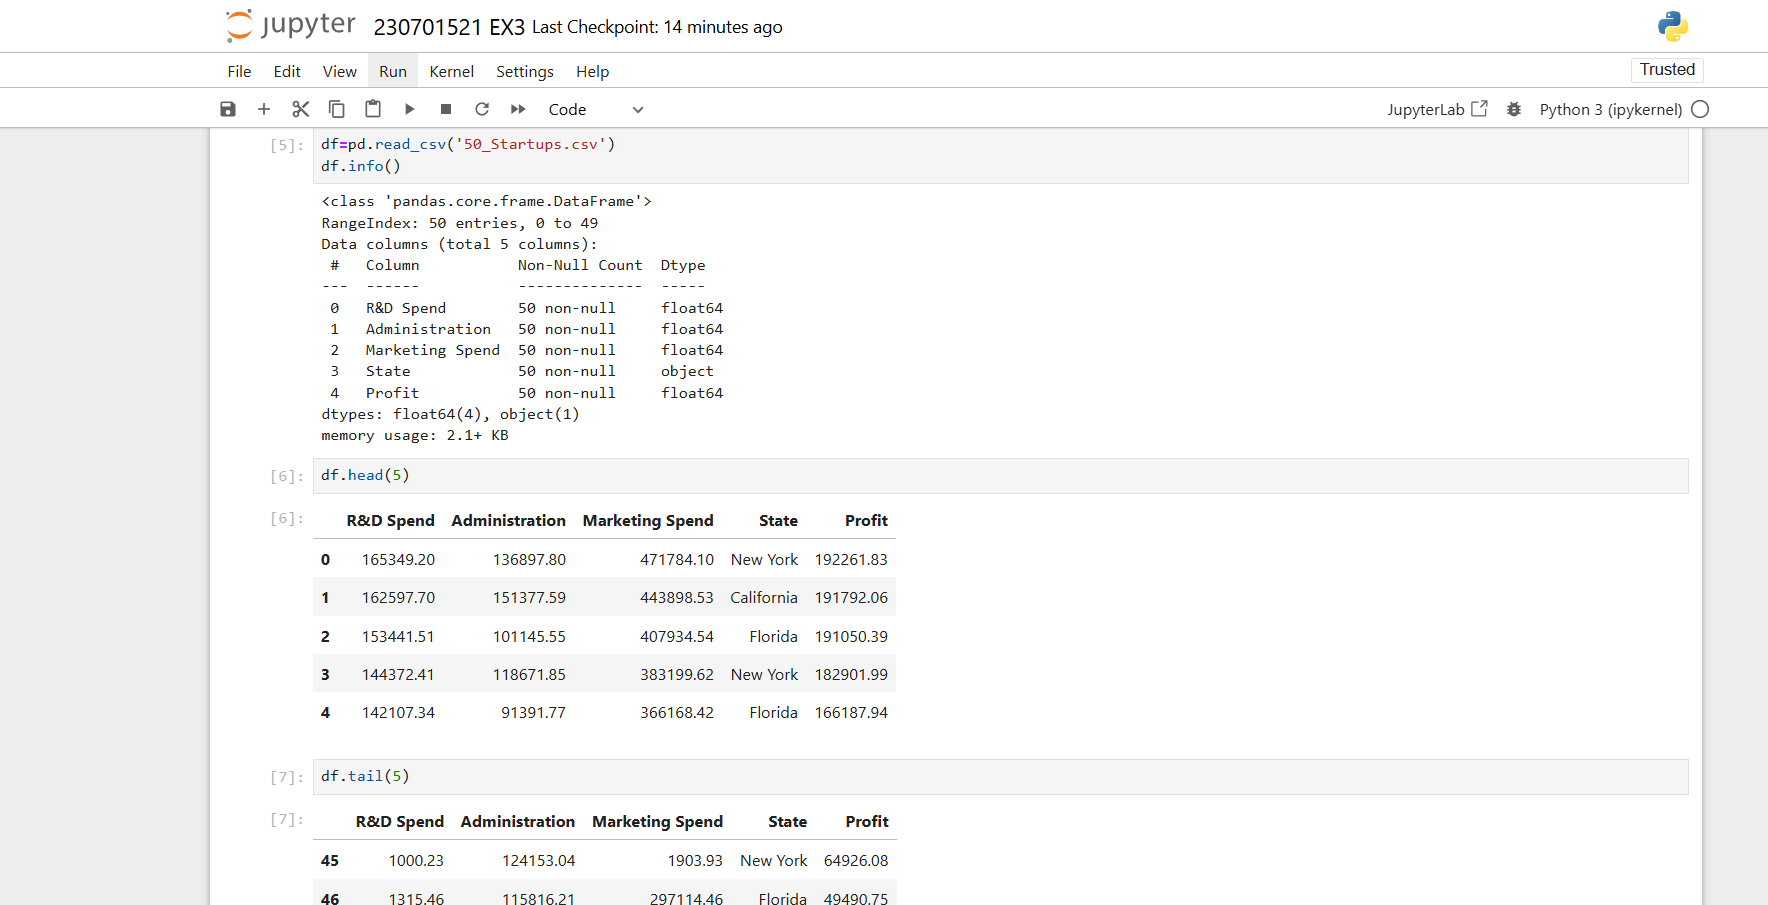 jupyter 230701521 EX3 Last Checkpoint: 14 minutes ago
File Edit View Run Kernel Settings Help Trusted
Code JupyterLab Python 3 (ipykernel)
[5]: df=pd.read_csv('50_Startups.csv')
df.info()
<class 'pandas.core.frame.DataFrame'>
RangeIndex: 50 entries, 0 to 49
Data columns (total 5 columns):
# Column Non-Null Count Dtype
--- ------ -------------- -----
0 R&D Spend 50 non-null float64
1 Administration 50 non-null float64
2 Marketing Spend 50 non-null float64
3 State 50 non-null object
4 Profit 50 non-null float64
dtypes: float64(4), object(1)
memory usage: 2.1+ KB
[6]: df.head(5)
[6]: R&D Spend Administration Marketing Spend State Profit
0 165349.20 136897.80 471784.10 New York 192261.83
1 162597.70 151377.59 443898.53 California 191792.06
2 153441.51 101145.55 407934.54 Florida 191050.39
3 144372.41 118671.85 383199.62 New York 182901.99
4 142107.34 91391.77 366168.42 Florida 166187.94
[7]: df.tail(5)
[7]: R&D Spend Administration Marketing Spend State Profit
45 1000.23 124153.04 1903.93 New York 64926.08
46 1315.46 115816.21 297114.46 Florida 49490.75